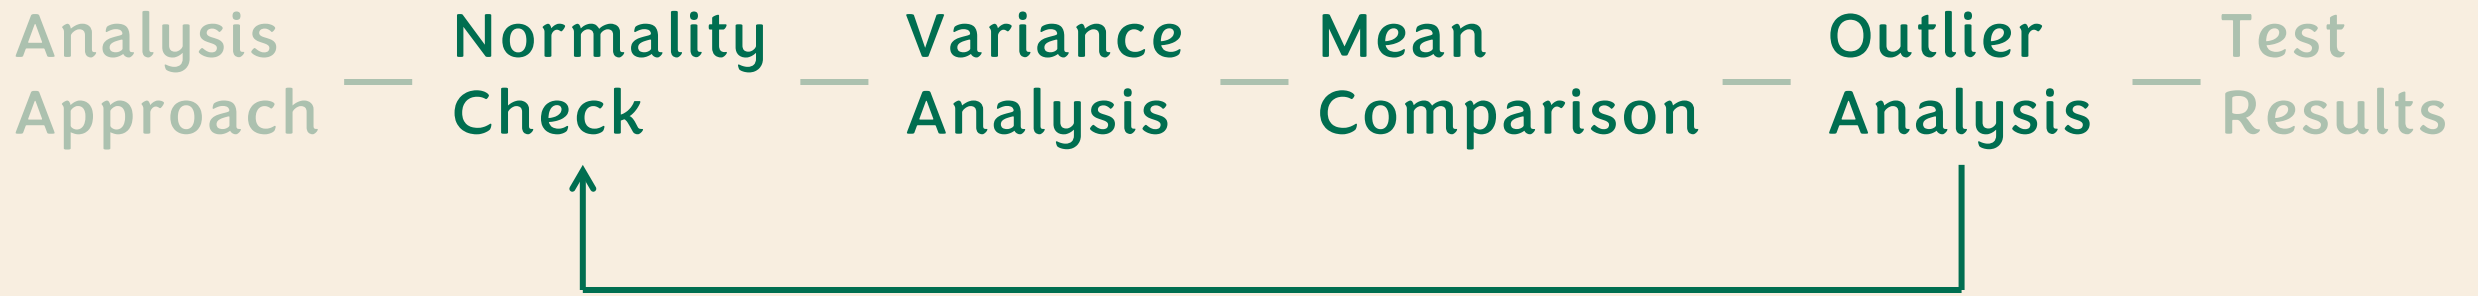 Analysis
Approach
Normality
Check
Variance
Analysis
Mean
Comparison
Outlier
Analysis
Test
Results